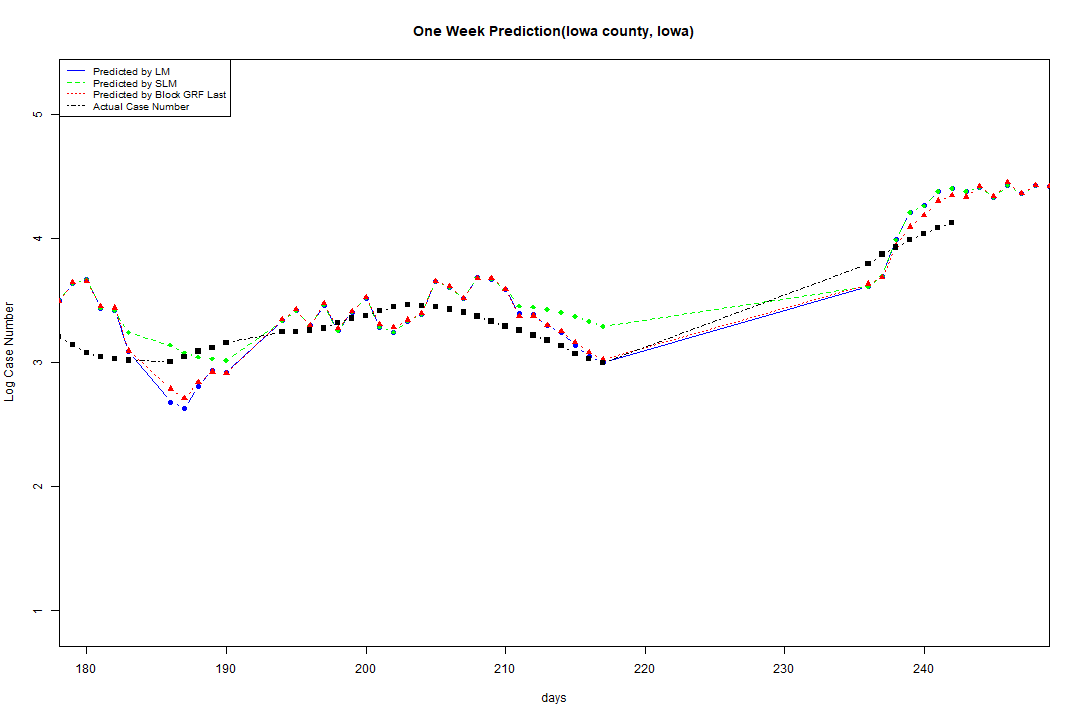 One Week Prediction(Iowa county, Iowa)
Predicted by LM
Predicted by SLM
Predicted by Block GRF Last
Actual Case Number
5
4
3
2
1
Log Case Number
180 190 200 210 220 230 240
days